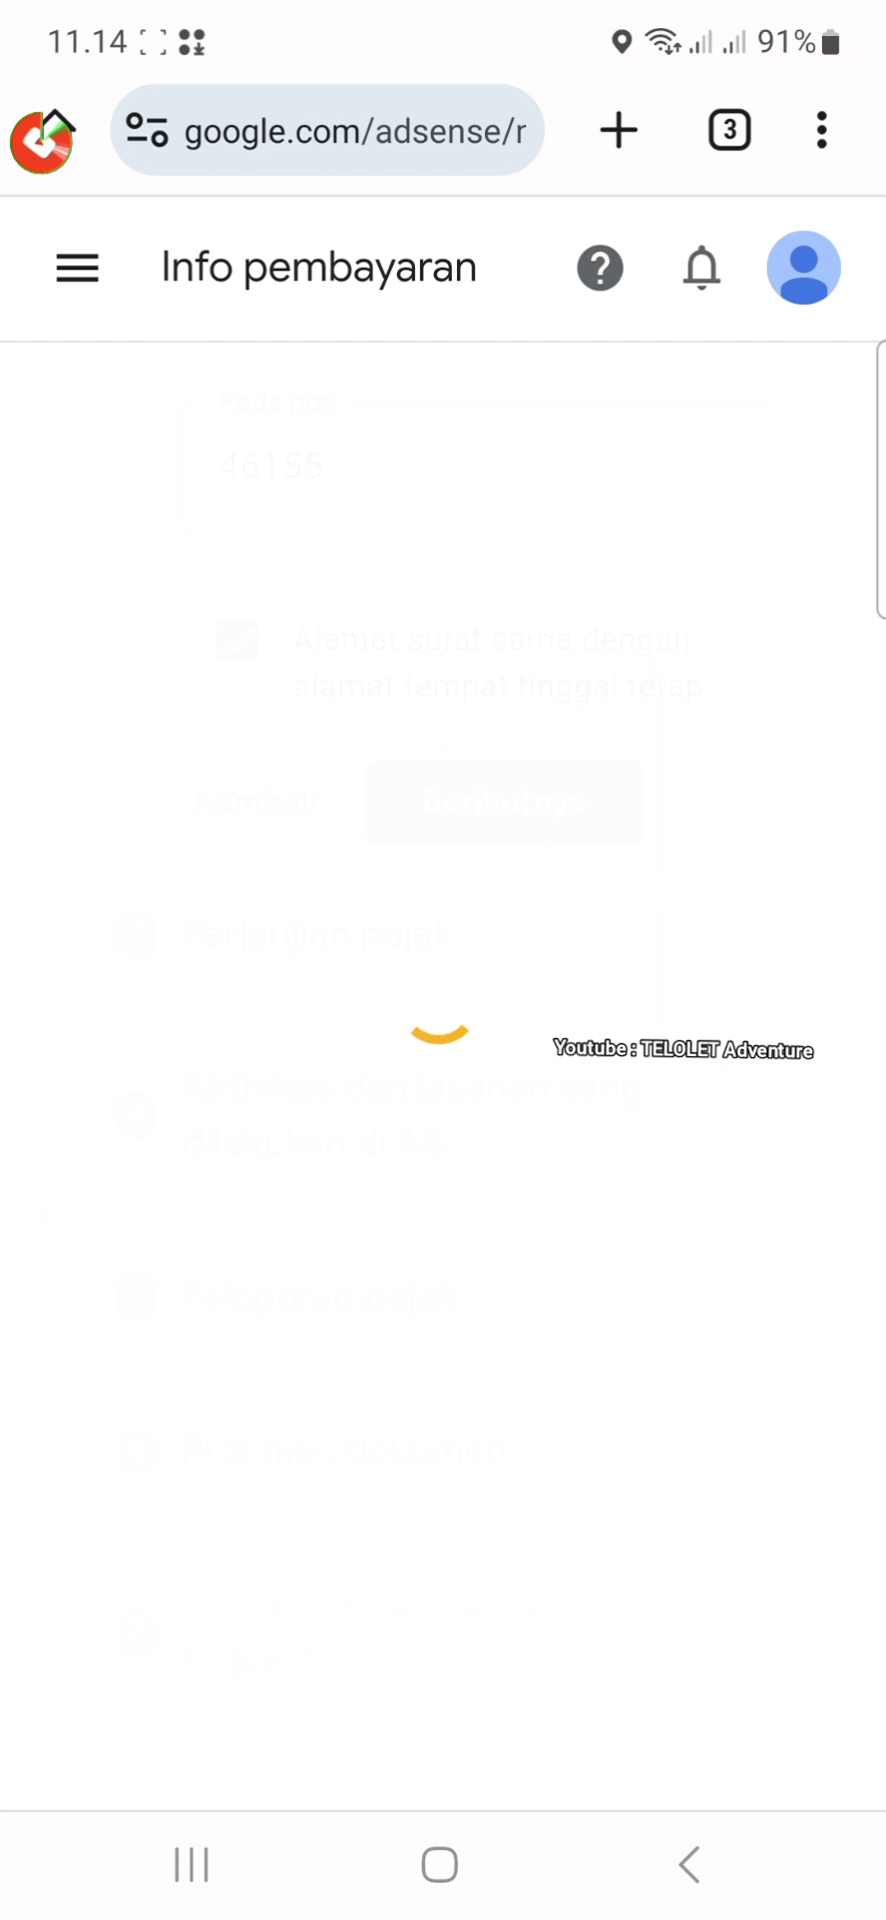 11.14
91%
google.com/adsense/r
3
Info pembayaran
Kode pos
46155
Alamat surat sama dengan
alamat tempat tinggal tetap
Kembali
Berikutnya
Perjanjian pajak
Youtube : TELOLET Adventure
Aktivitas dan layanan yang
dilakukan di AS
Pelaporan pajak
Pratinjau dokumen